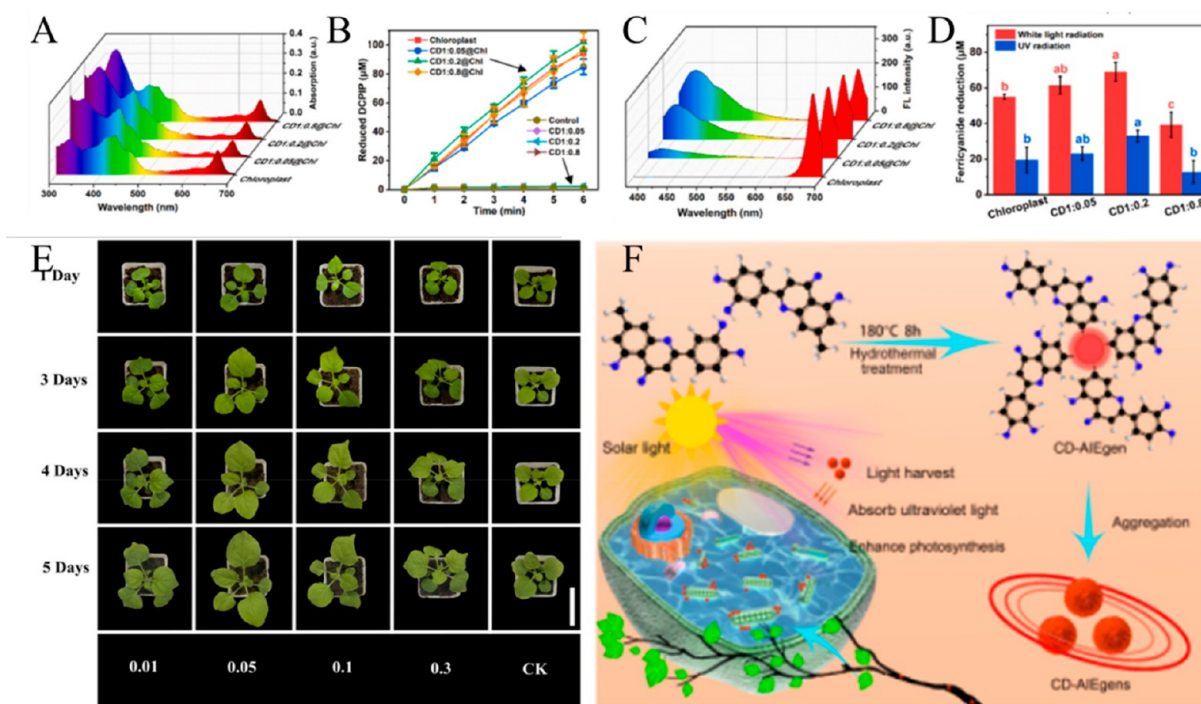 A
0.4
0.3
0.2
0.1
0.0
Absorption (a.u.)
CD1:0.8@Chl
CD1:0.2@Chl
CD1:0.05@Chl
Chloroplast
300 400 500 600 700
Wavelength (nm)
B
100
80
60
40
20
0
Reduced DCPIP (µM)
Chloroplast
CD1:0.05@Chl
CD1:0.2@Chl
CD1:0.8@Chl
Control
CD1:0.05
CD1:0.2
CD1:0.8
0 1 2 3 4 5 6
Time (min)
C
300
200
100
0
FL intensity (a.u.)
CD1:0.8@Chl
CD1:0.2@Chl
CD1:0.05@Chl
Chloroplast
400 450 500 550 600 650 700
Wavelength (nm)
D
100
80
60
40
20
0
Ferricyanide reduction (µM)
White light radiation
UV radiation
b ab a c
b ab a b
Chloroplast CD1:0.05 CD1:0.2 CD1:0.8
E
1 Day
3 Days
4 Days
5 Days
0.01 0.05 0.1 0.3 CK
F
180°C 8h
Hydrothermal
treatment
CD-AIEgen
Solar light
Light harvest
Absorb ultraviolet light
Enhance photosynthesis
Aggregation
CD-AIEgens